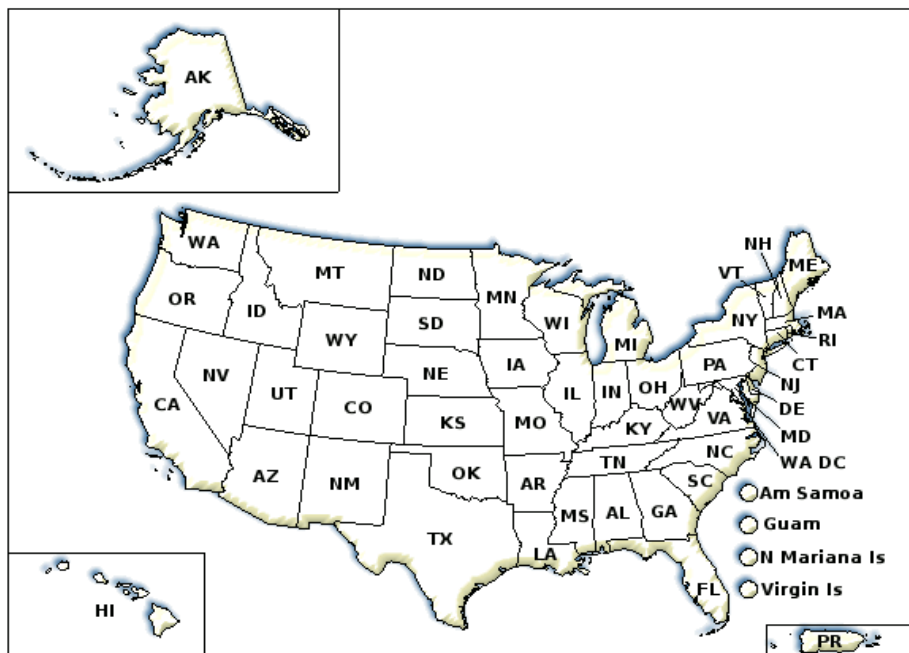 AK
WA
MT
ND
MN
NH
VT
ME
OR
ID
WY
SD
WI
MI
NY
MA
RI
CT
NV
UT
CO
NE
IA
IL
IN
OH
PA
NJ
DE
CA
KS
MO
KY
WV
VA
MD
WA DC
AZ
NM
OK
AR
TN
NC
SC
TX
LA
MS
AL
GA
FL
Am Samoa
Guam
N Mariana Is
Virgin Is
HI
PR